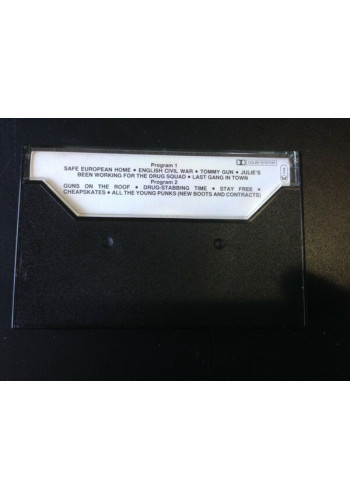 Program 1
DOLBY SYSTEM
SAFE EUROPEAN HOME • ENGLISH CIVIL WAR • TOMMY GUN • JULIE'S
BEEN WORKING FOR THE DRUG SQUAD • LAST GANG IN TOWN
Program 2
GUNS ON THE ROOF • DRUG-STABBING TIME • STAY FREE •
CHEAPSKATES • ALL THE YOUNG PUNKS (NEW BOOTS AND CONTRACTS)